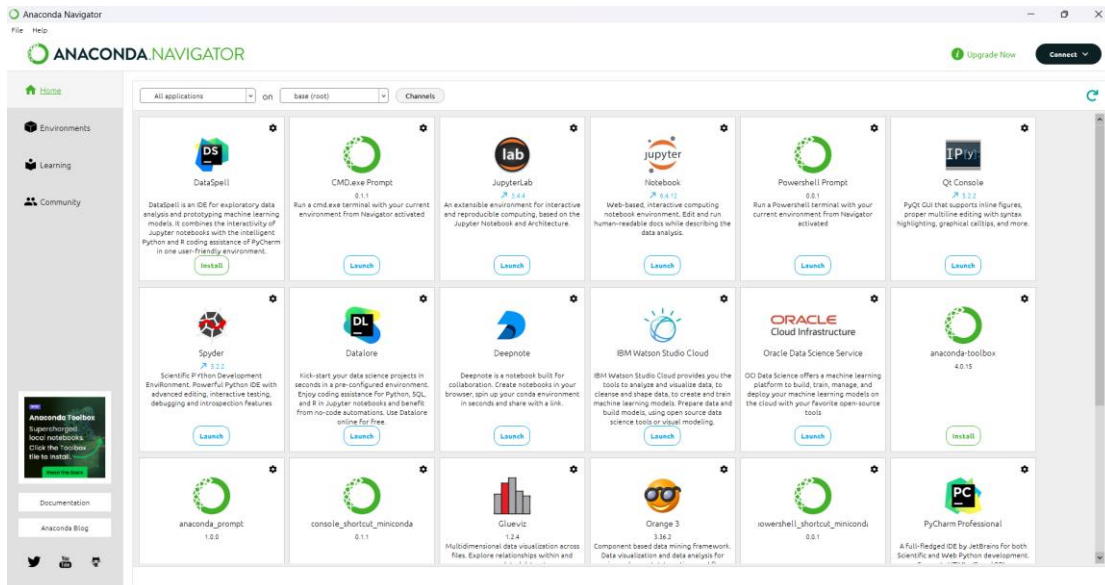 Anaconda Navigator
File Help
ANACONDA.NAVIGATOR
Upgrade Now
Connect
Home
Environments
Learning
Community
All applications
on
base (root)
Channels
DS
DataSpell
DataSpell is an IDE for exploratory data
analysis and prototyping machine learning
models. It combines the interactivity of
Jupyter notebooks with the intelligent
Python and R coding assistance of PyCharm
in one user-friendly environment.
Install
CMD.exe Prompt
0.1.1
Run a cmd.exe terminal with your current
environment from Navigator activated
Launch
lab
JupyterLab
An extensible environment for interactive
and reproducible computing, based on the
Jupyter Notebook and Architecture.
Launch
jupyter
Notebook
Web-based, interactive computing
notebook environment. Edit and run
human-readable docs while describing the
data analysis.
Launch
Powershell Prompt
0.0.1
Run a Powershell terminal with your
current environment from Navigator
activated
Launch
IP[y]:
Qt Console
PyQt GUI that supports inline figures,
proper multiline editing with syntax
highlighting, graphical calltips, and more.
Launch
Spyder
Scientific Python Development
EnviRonment. Powerful Python IDE with
advanced editing, interactive testing,
debugging and introspection features
Launch
DL
Datalore
Kick-start your data science projects in
seconds in a pre-configured environment.
Enjoy coding assistance for Python, SQL,
and R in Jupyter notebooks and benefit
from no-code automations. Use Datalore
online for free.
Launch
Deepnote
Deepnote is a notebook built for
collaboration. Create notebooks in your
browser, spin up your conda environment
in seconds and share with a link.
Launch
IBM Watson Studio Cloud
IBM Watson Studio Cloud provides you the
tools to analyze and visualize data, to
cleanse and shape data, to create and train
machine learning models. Prepare data and
build models, using open source data
science tools or visual modeling.
Launch
ORACLE
Cloud Infrastructure
Oracle Data Science Service
OCI Data Science offers a machine learning
platform to build, train, manage, and
deploy your machine learning models on
the cloud with your favorite open-source
tools
Launch
anaconda-toolbox
4.0.15
Install
Anaconda Toolbox
Supercharged
local notebooks.
Click the Toolbox
tile to install.
Read the Docs
Documentation
Anaconda Blog
You
Tube
anaconda_prompt
1.0.0
console_shortcut_miniconda
0.1.1
Glueviz
1.2.4
Multidimensional data visualization across
files. Explore relationships within and
Orange 3
3.36.2
Component based data mining framework.
Data visualization and data analysis for
owershell_shortcut_minicond
0.0.1
PC
PyCharm Professional
A full-fledged IDE by JetBrains for both
Scientific and Web Python development.